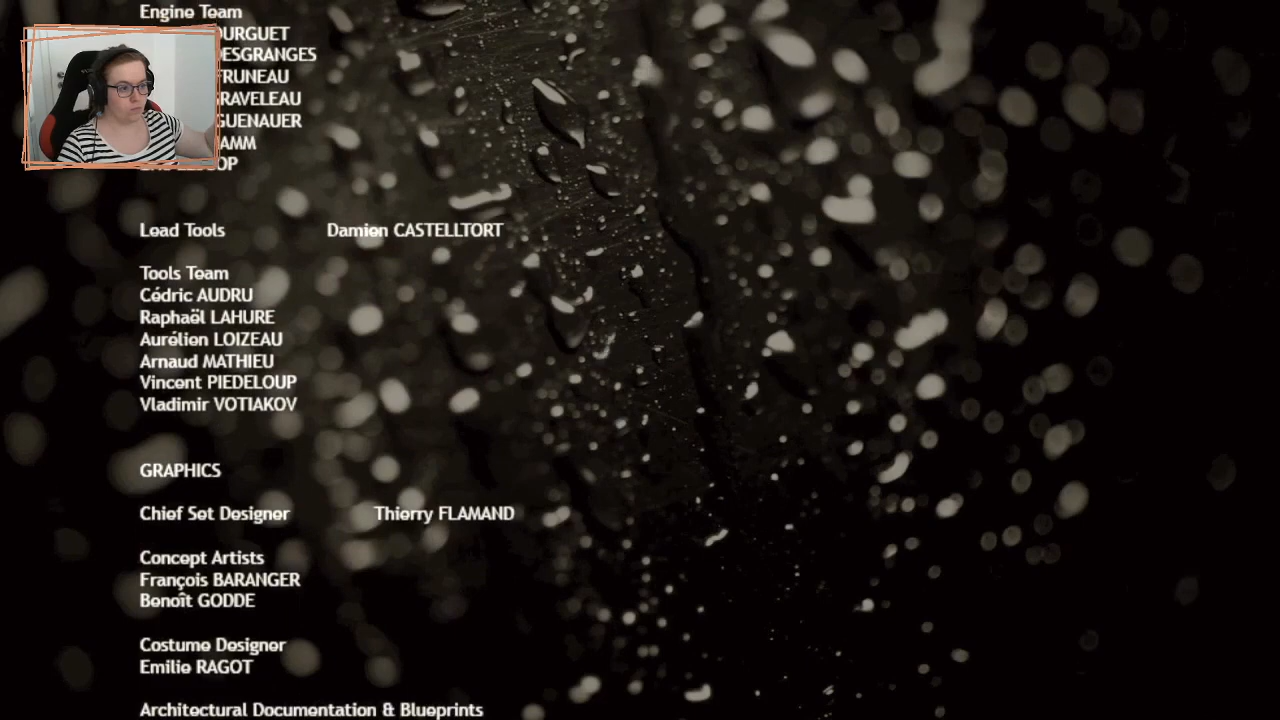 Engine Team
Lead Tools Damien CASTELLTORT
Tools Team
Cédric AUDRU
Raphaël LAHURE
Aurélien LOIZEAU
Arnaud MATHIEU
Vincent PIEDELOUP
Vladimir VOTIAKOV
GRAPHICS
Chief Set Designer Thierry FLAMAND
Concept Artists
François BARANGER
Benoît GODDE
Costume Designer
Emilie RAGOT
Architectural Documentation & Blueprints